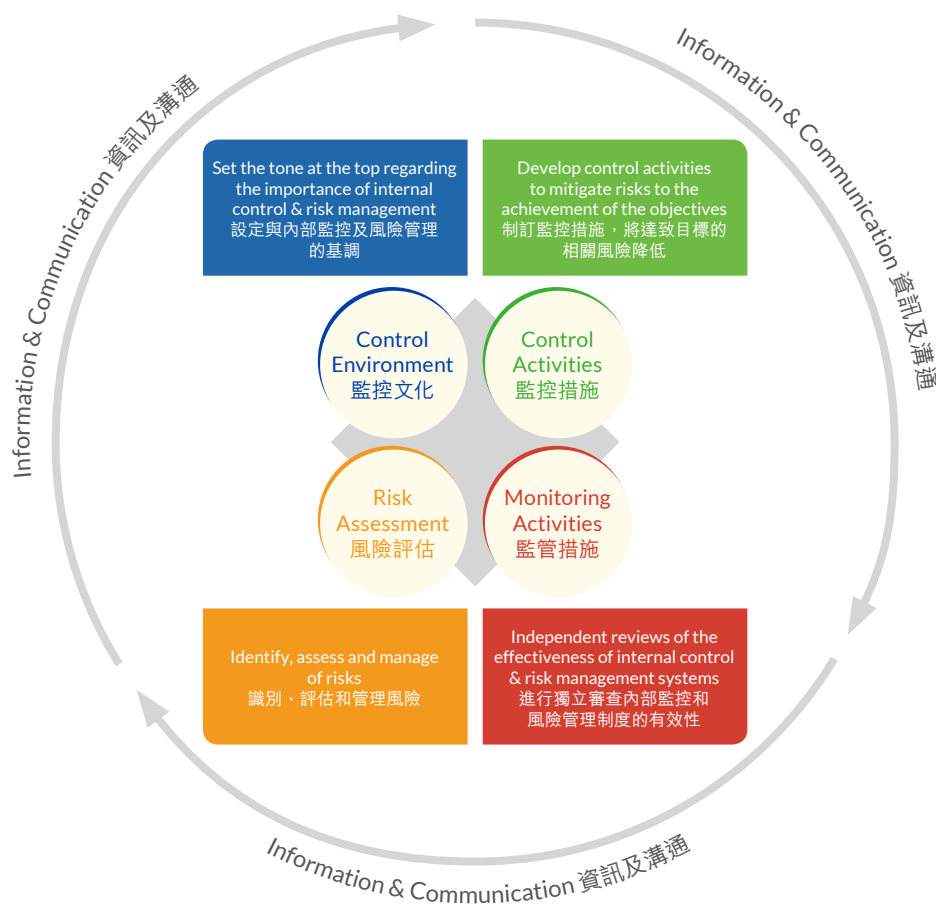 Information & Communication 資訊及溝通
Information & Communication 資訊及溝通
Set the tone at the top regarding
the importance of internal
control & risk management
設定與內部監控及風險管理
的基調
Develop control activities
to mitigate risks to the
achievement of the objectives
制訂監控措施，將達致目標的
相關風險降低
Control
Environment
監控文化
Control
Activities
監控措施
Risk
Assessment
風險評估
Monitoring
Activities
監管措施
Identify, assess and manage
of risks
識別、評估和管理風險
Independent reviews of the
effectiveness of internal control
& risk management systems
進行獨立審查內部監控和
風險管理制度的有效性
Information & Communication 資訊及溝通